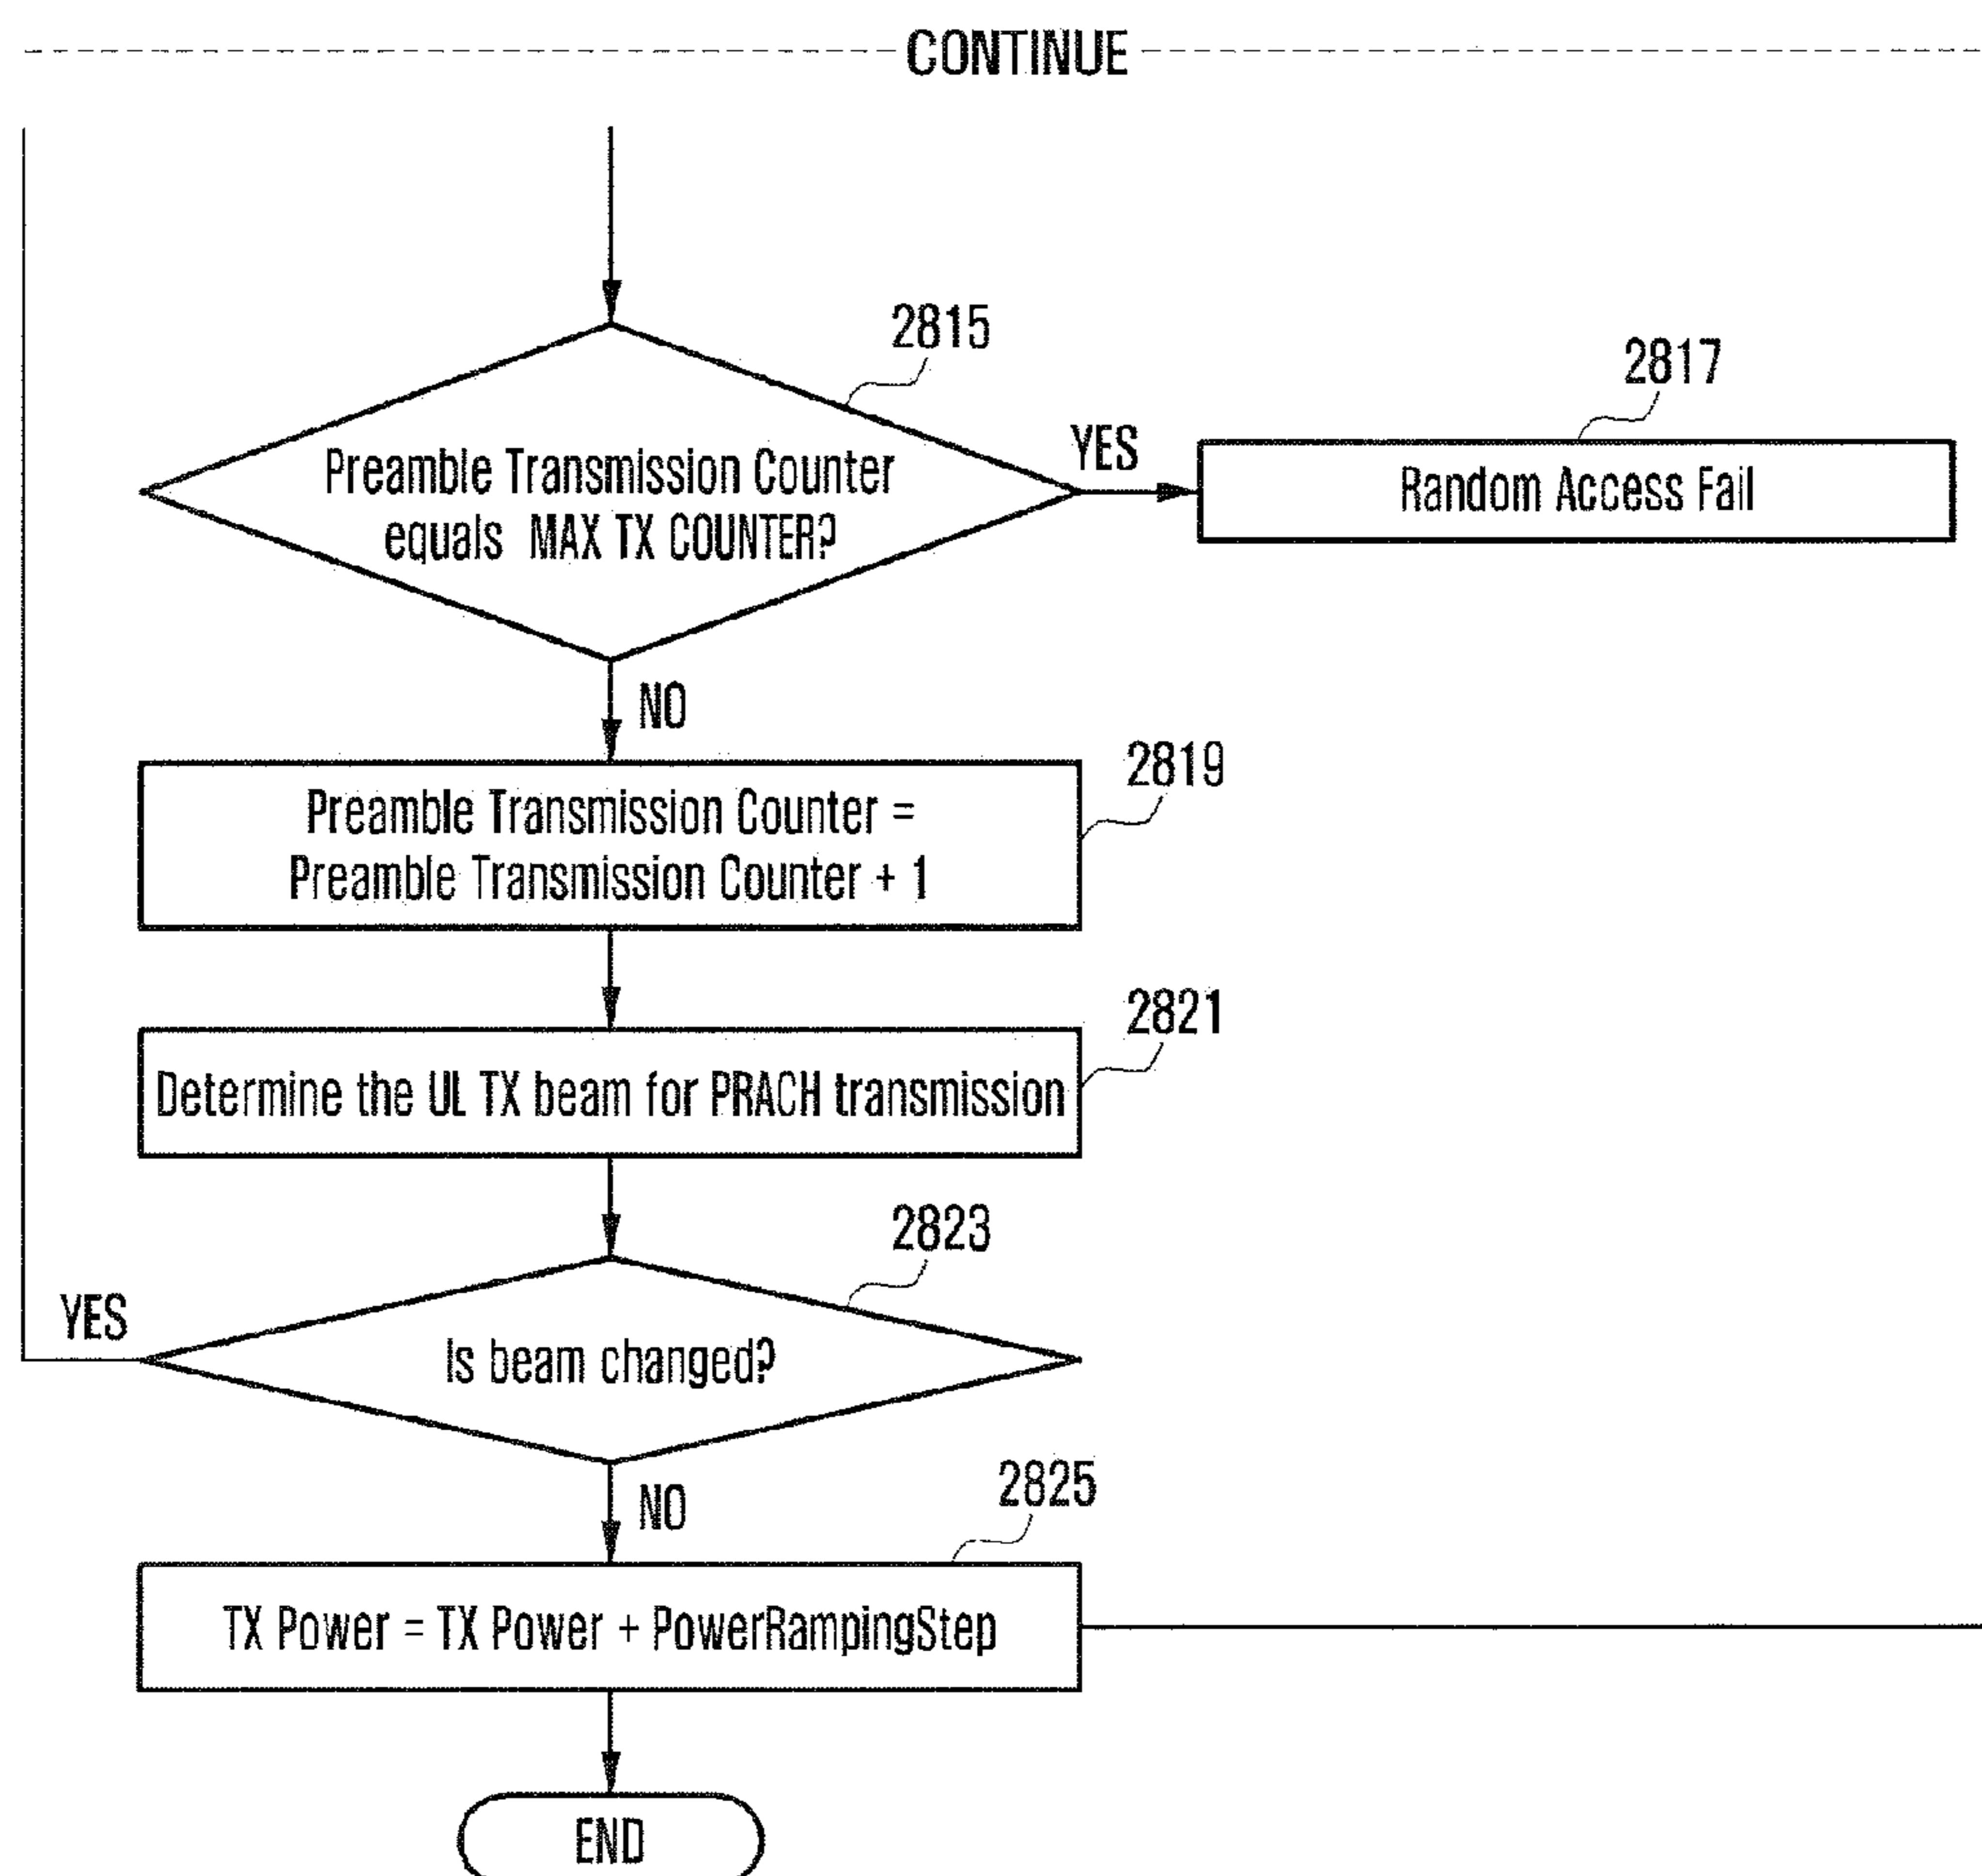 CONTINUE
2815
2817
Preamble Transmission Counter
equals MAX TX COUNTER?
YES
Random Access Fail
NO
2819
Preamble Transmission Counter =
Preamble Transmission Counter + 1
2821
Determine the UL TX beam for PRACH transmission
2823
YES
Is beam changed?
NO
2825
TX Power = TX Power + PowerRampingStep
END